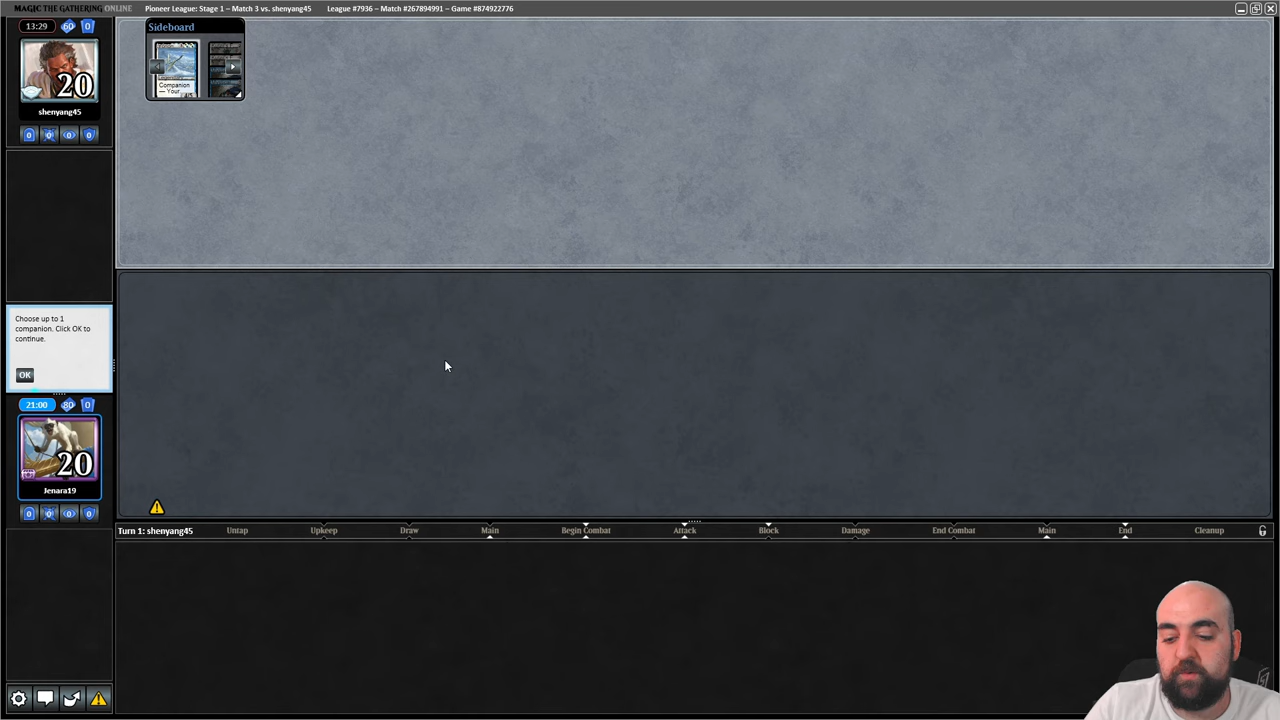 MAGIC THE GATHERING ONLINE Pioneer League: Stage 1 – Match 3 vs. shenyang45 League #7936 – Match #267894991 – Game #874922776
13:29 60 0
Sideboard
Companion
— Your
20
shenyang45
0 0 0 0
Choose up to 1
companion. Click OK to
continue.
OK
21:00 80 0
20
Jenara19
0 0 0 0
Turn 1: shenyang45 Untap Upkeep Draw Main Begin Combat Attack Block Damage End Combat Main End Cleanup